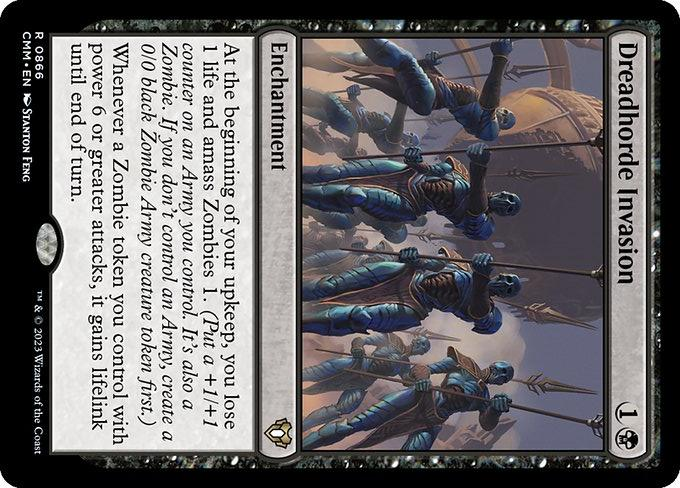 Dreadhorde Invasion
1
Enchantment
At the beginning of your upkeep, you lose
1 life and amass Zombies 1. (Put a +1/+1
counter on an Army you control. It's also a
Zombie. If you don't control an Army, create a
0/0 black Zombie Army creature token first.)
Whenever a Zombie token you control with
power 6 or greater attacks, it gains lifelink
until end of turn.
R 0866
CMM • EN Stanton Feng
™ & © 2023 Wizards of the Coast